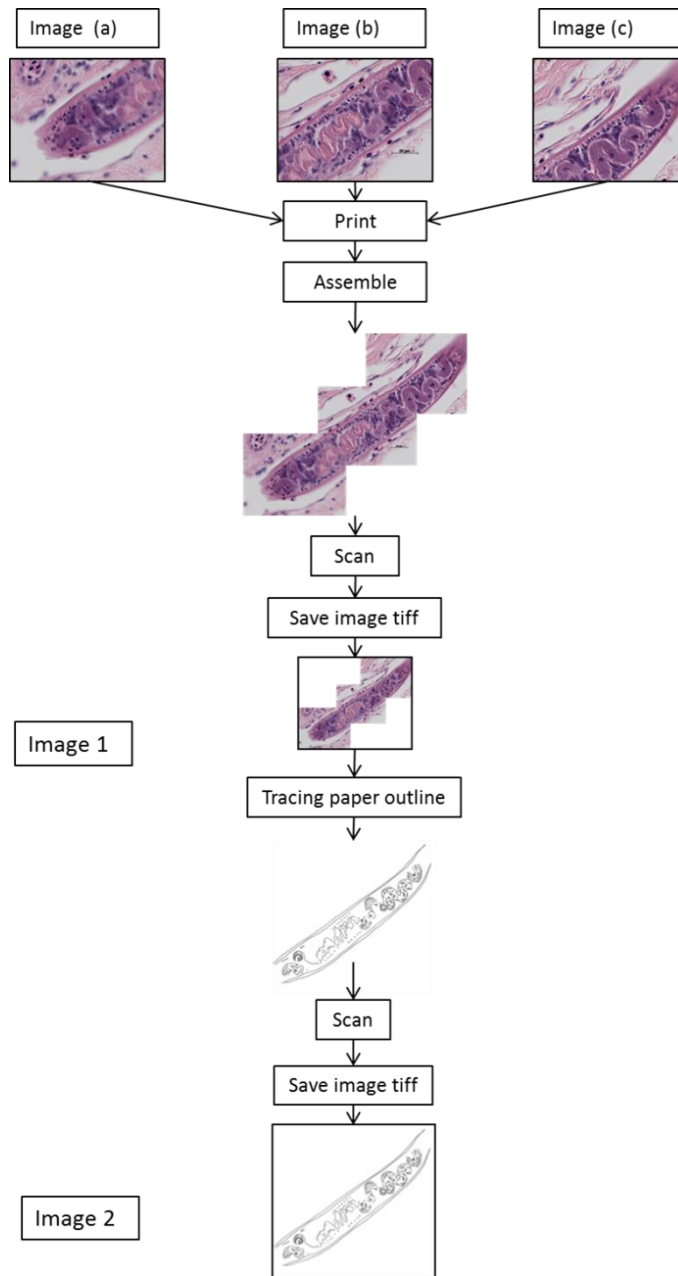 Image (a)
Image (b)
Image (c)
Print
Assemble
Scan
Save image tiff
Image 1
Tracing paper outline
Scan
Save image tiff
Image 2